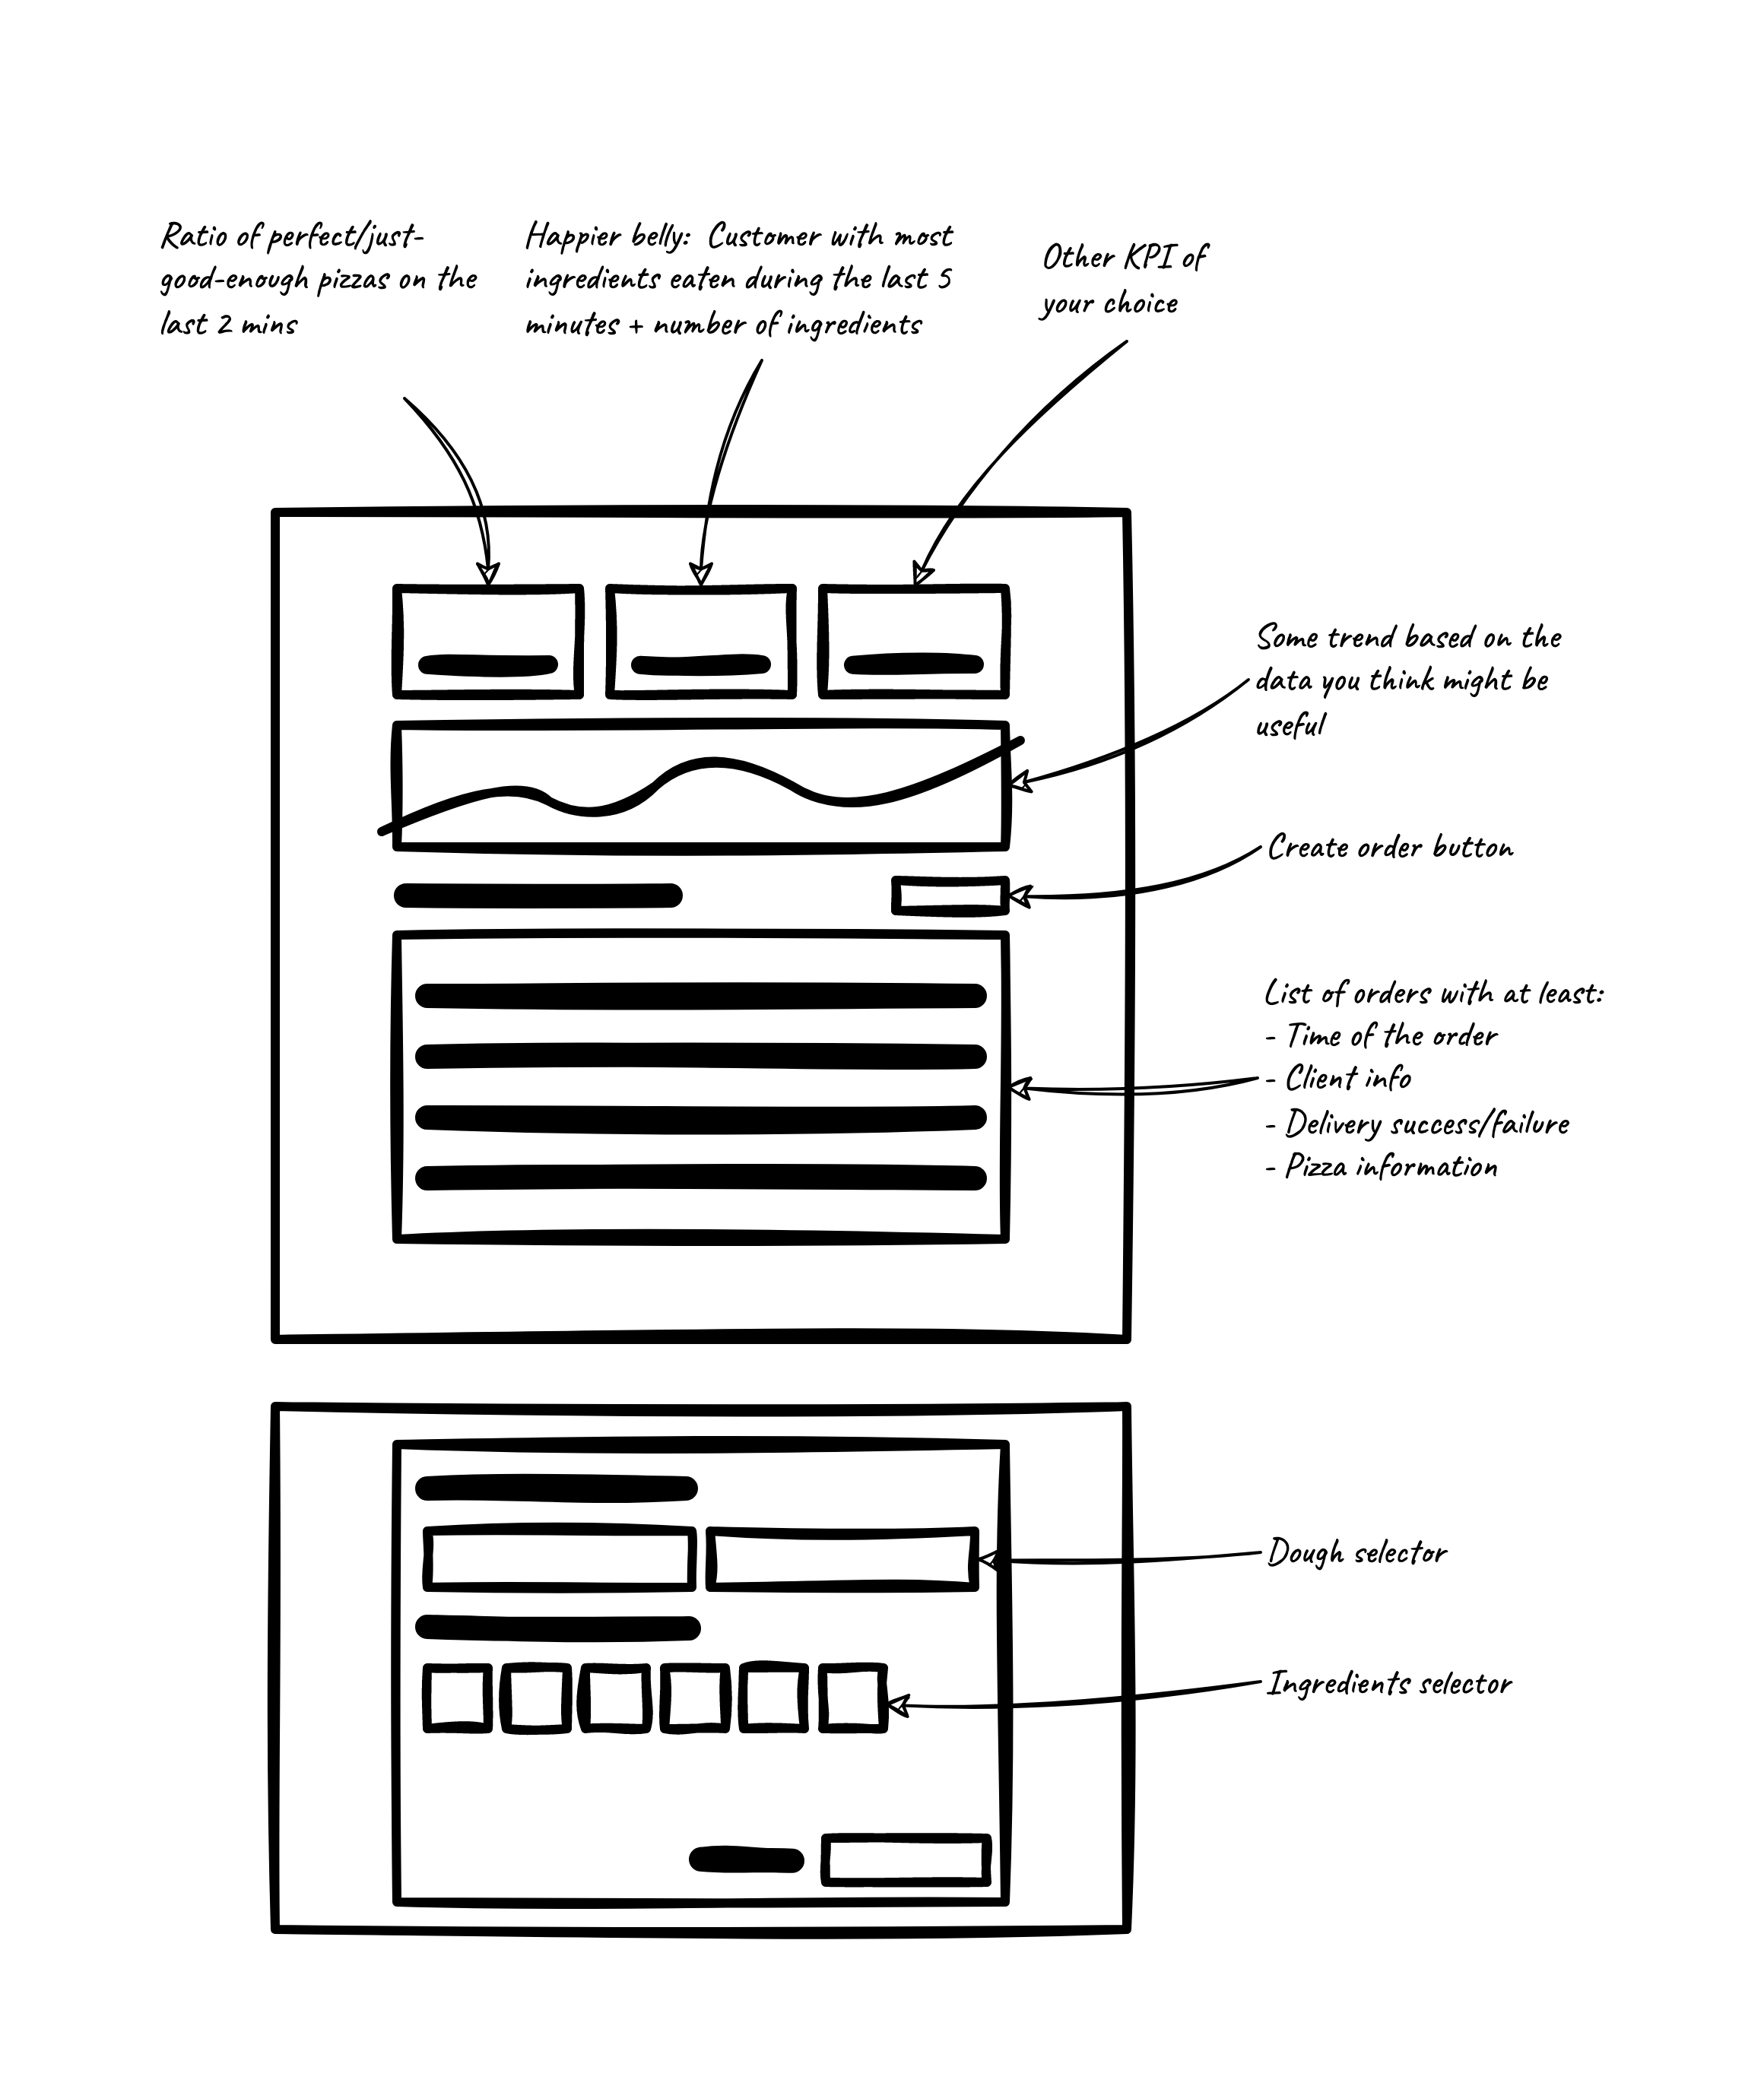 Ratio of perfect/just-
good-enough pizzas on the
last 2 mins
Happier belly: Customer with most
ingredients eaten during the last 5
minutes + number of ingredients
Other KPI of
your choice
Some trend based on the
data you think might be
useful
Create order button
List of orders with at least:
- Time of the order
- Client info
- Delivery success/failure
- Pizza information
Dough selector
Ingredients selector